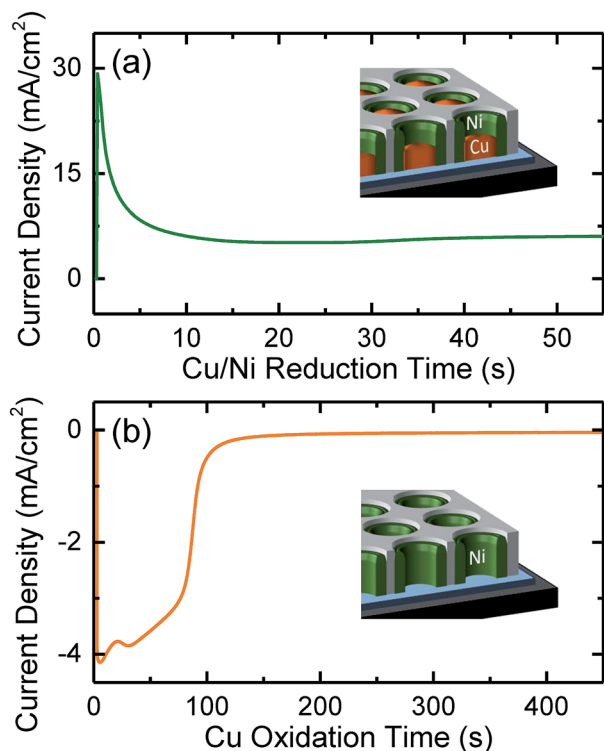 (a)
Current Density (mA/cm²)
30
15
0
Ni
Cu
0 10 20 30 40 50
Cu/Ni Reduction Time (s)
(b)
Current Density (mA/cm²)
0
-2
-4
Ni
0 100 200 300 400
Cu Oxidation Time (s)